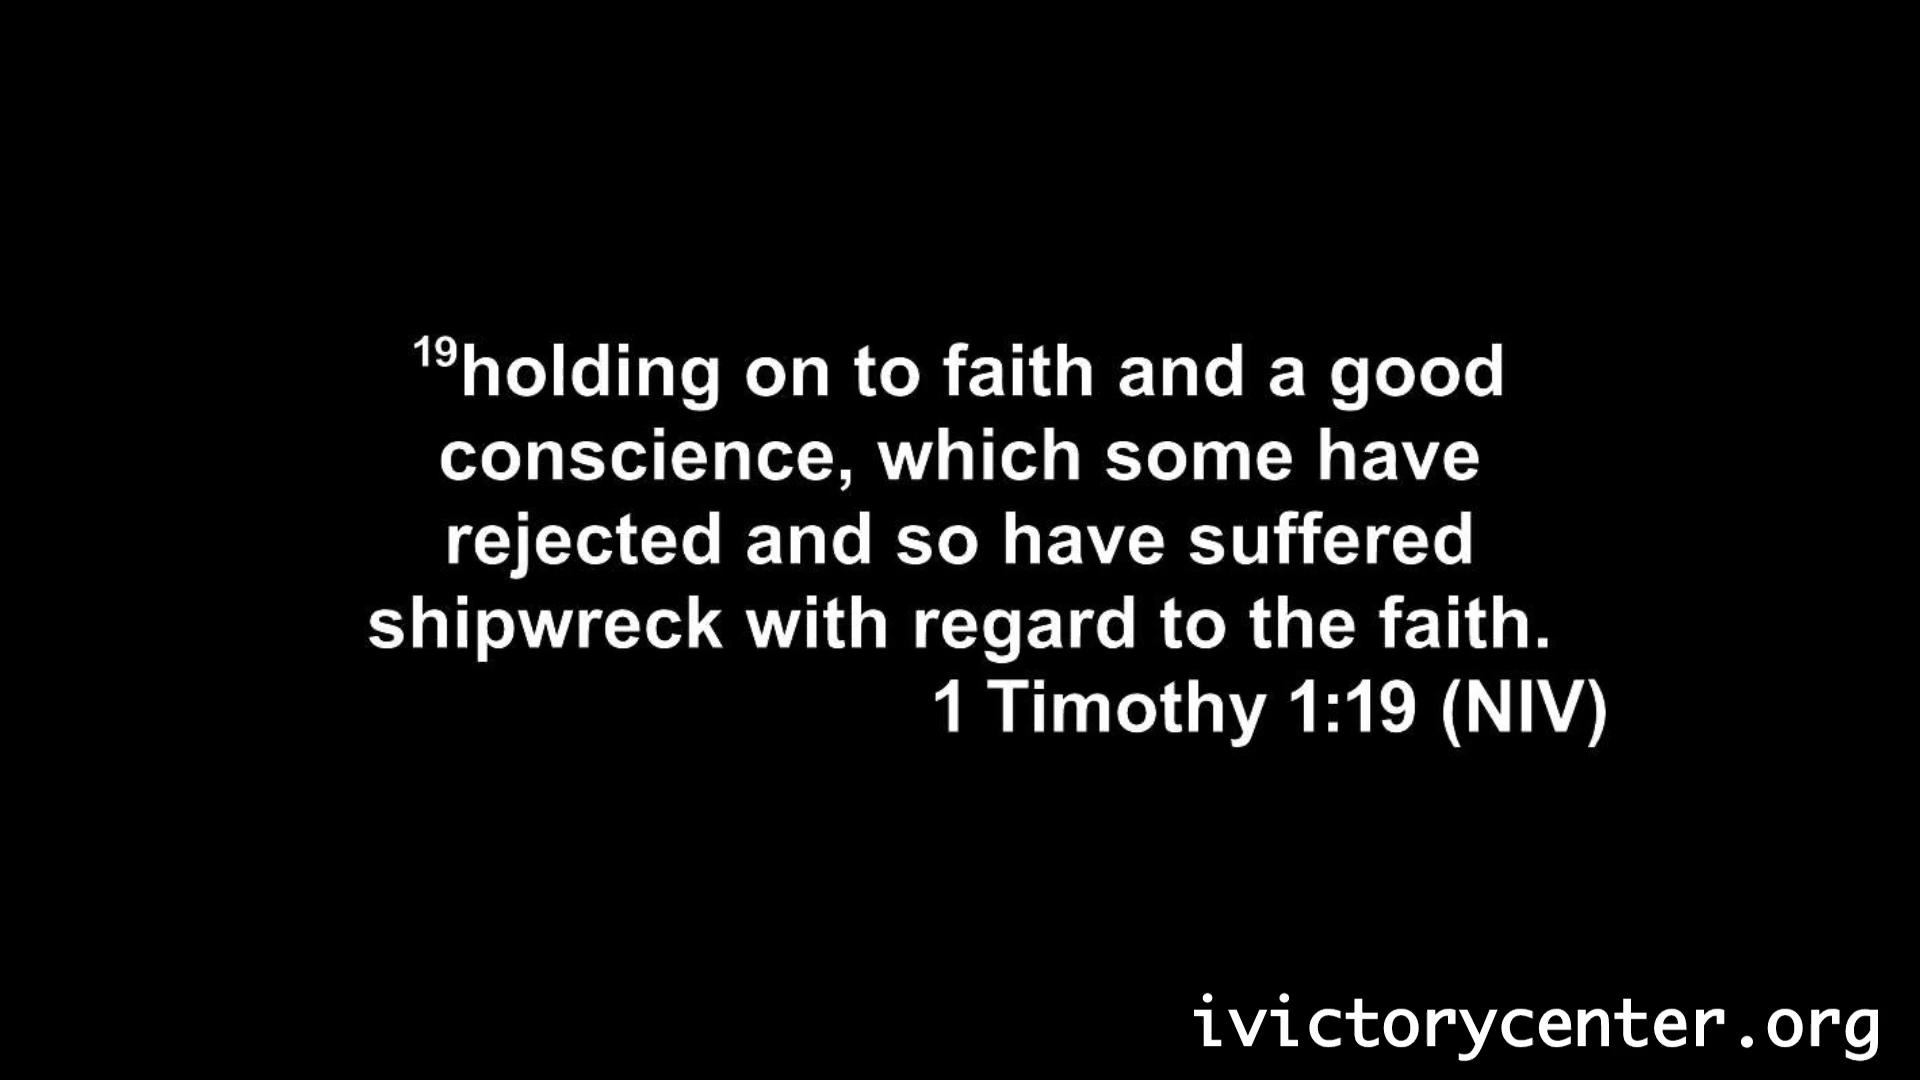 19holding on to faith and a good
conscience, which some have
rejected and so have suffered
shipwreck with regard to the faith.
1 Timothy 1:19 (NIV)
ivictorycenter.org